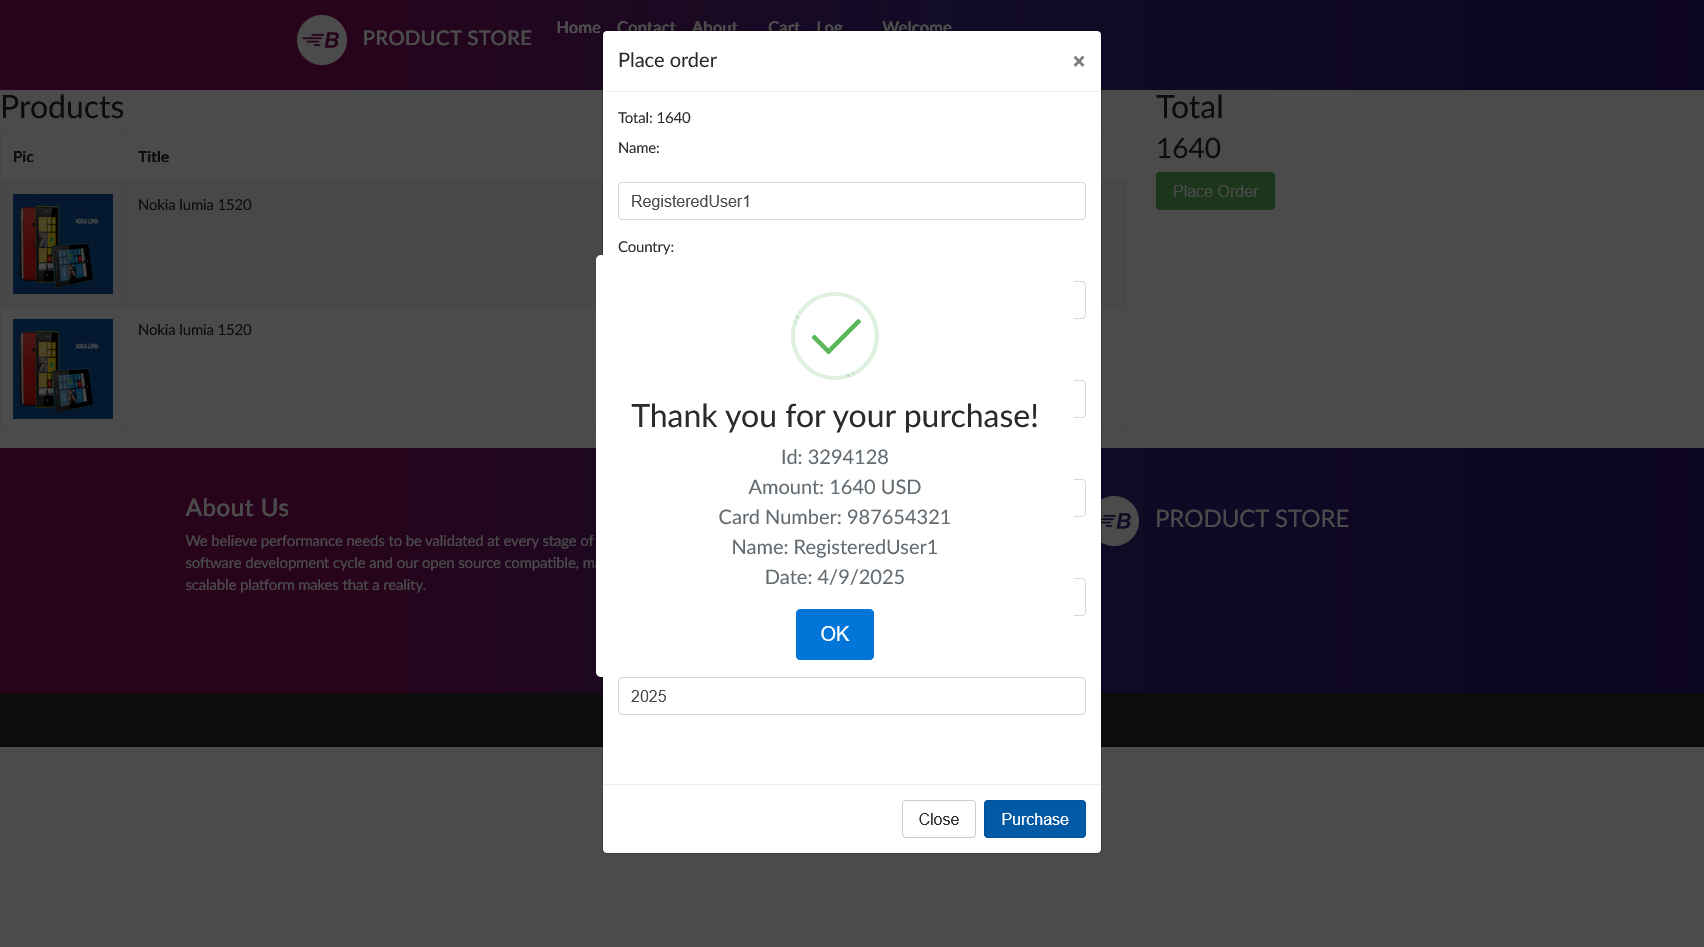 PRODUCT STORE
Home Contact About Cart Log Welcome
Place order ×
Products
Total
1640
Place Order
Pic Title
Total: 1640
Name:
RegisteredUser1
Country:
Nokia lumia 1520
NOKIA LUMIA
Nokia lumia 1520
NOKIA LUMIA
Thank you for your purchase!
Id: 3294128
Amount: 1640 USD
Card Number: 987654321
Name: RegisteredUser1
Date: 4/9/2025
OK
2025
Close Purchase
About Us
We believe performance needs to be validated at every stage of
software development cycle and our open source compatible,
scalable platform makes that a reality.
B PRODUCT STORE